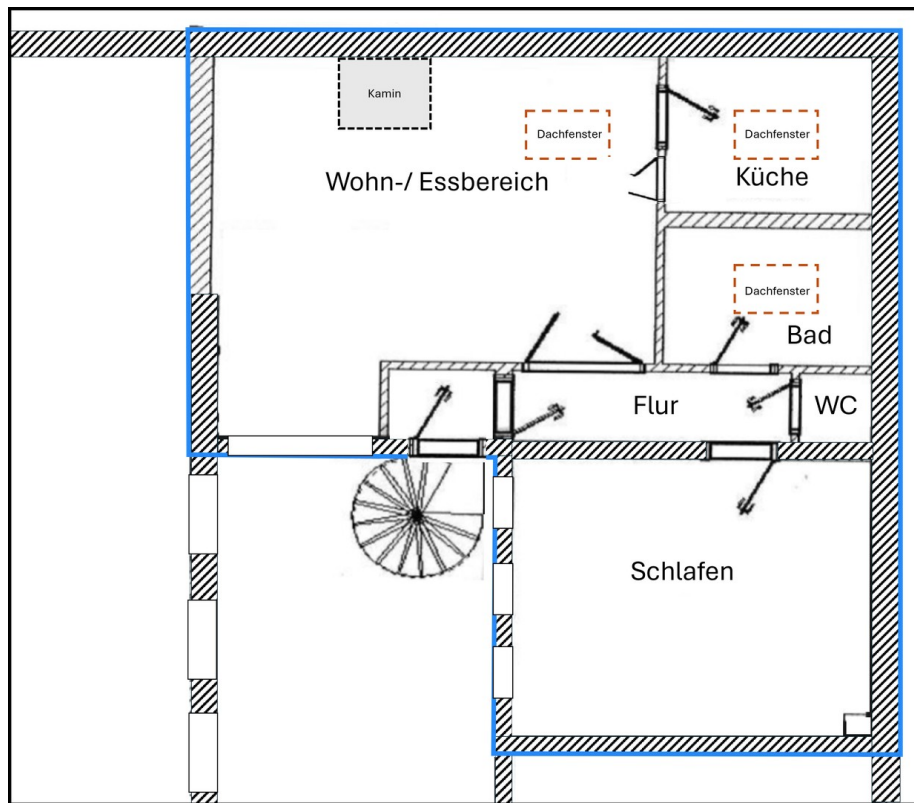 Kamin
Dachfenster
Dachfenster
Wohn-/ Essbereich
Küche
Dachfenster
Bad
Flur
WC
Schlafen